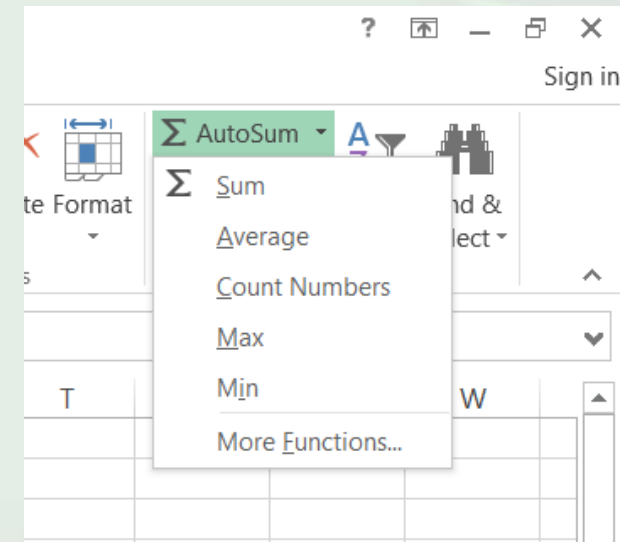 ?
Sign in
Σ AutoSum
te Format
nd &
lect
Σ Sum
Average
Count Numbers
Max
Min
More Functions...
T
W